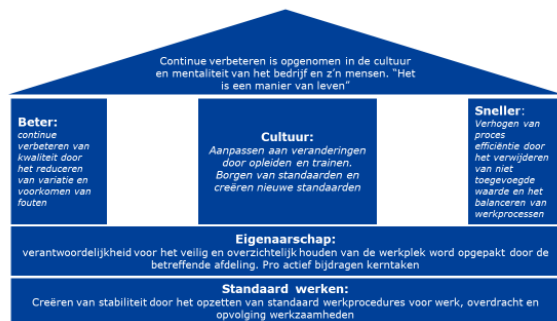 Continue verbeteren is opgenomen in de cultuur
en mentaliteit van het bedrijf en z’n mensen. “Het
is een manier van leven”
Beter:
continue
verbeteren van
kwaliteit door
het reduceren
van variatie en
voorkomen van
fouten
Cultuur:
Aanpassen aan veranderingen
door opleiden en trainen.
Borgen van standaarden en
creëren nieuwe standaarden
Sneller:
Verhogen van
proces
efficiëntie door
het verwijderen
van niet
toegevoegde
waarde en het
balanceren van
werkprocessen
Eigenaarschap:
verantwoordelijkheid voor het veilig en overzichtelijk houden van de werkplek word opgepakt door de
betreffende afdeling. Pro actief bijdragen kerntaken
Standaard werken:
Creëren van stabiliteit door het opzetten van standaard werkprocedures voor werk, overdracht en
opvolging werkzaamheden